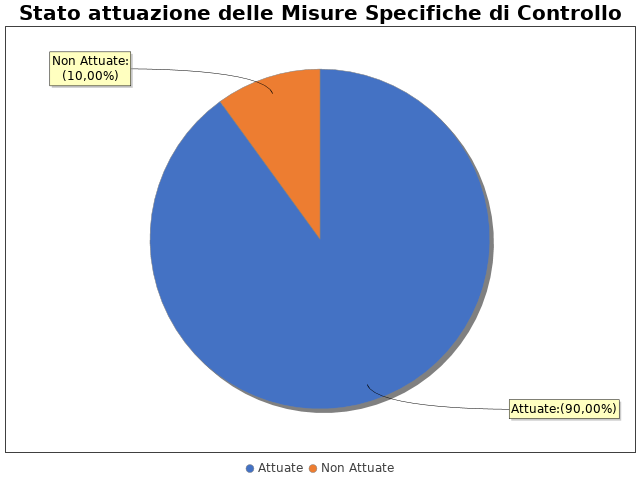 Stato attuazione delle Misure Specifiche di Controllo
Non Attuate:
(10,00%)
Attuate:(90,00%)
Attuate Non Attuate